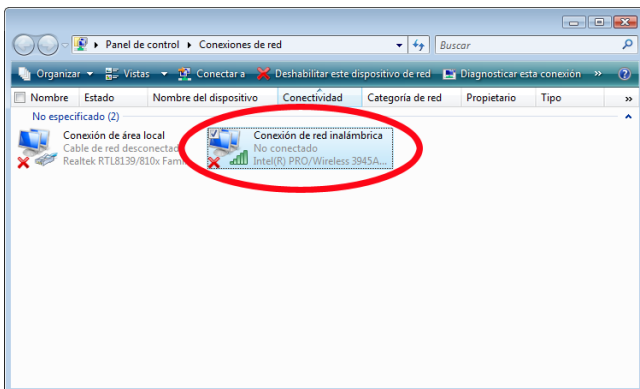 Panel de control ▸ Conexiones de red
Buscar
Organizar Vistas Conectar a Deshabilitar este dispositivo de red Diagnosticar esta conexión »
Nombre Estado Nombre del dispositivo Conectividad Categoría de red Propietario Tipo »
No especificado (2)
Conexión de área local
Cable de red desconectad
Realtek RTL8139/810x Fami
Conexión de red inalámbrica
No conectado
Intel(R) PRO/Wireless 3945A...